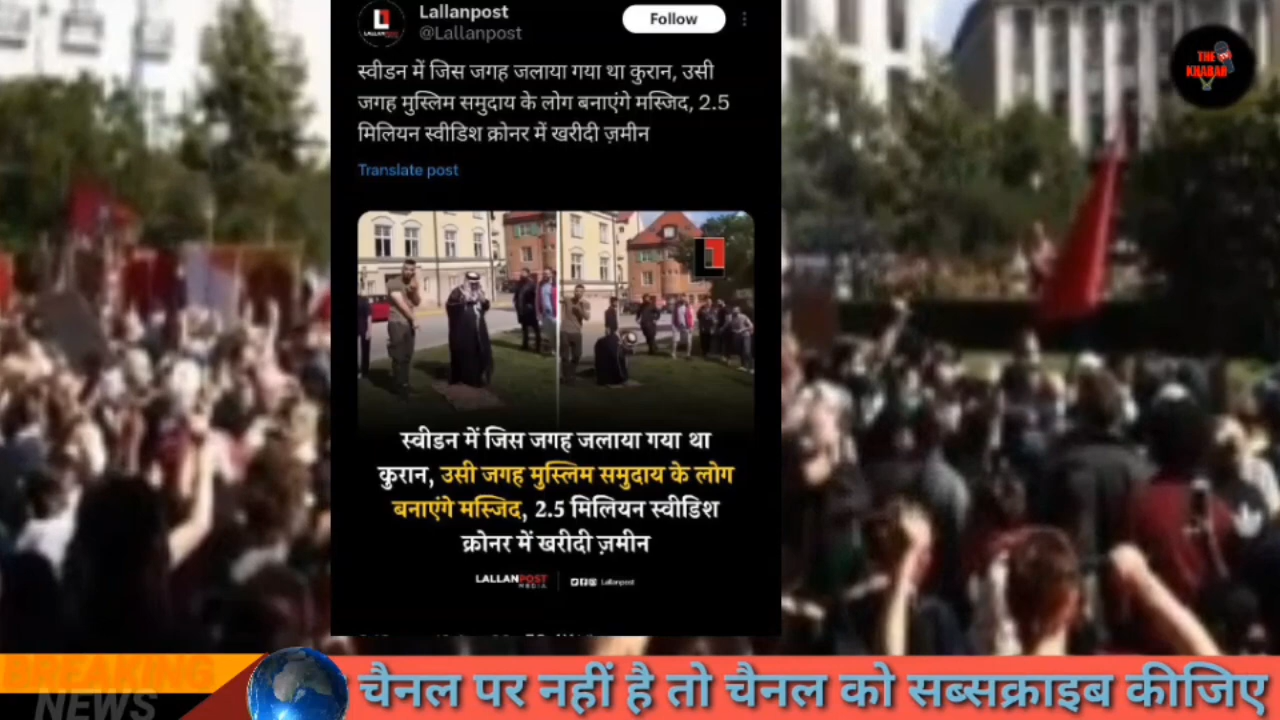 Lallanpost
@Lallanpost
Follow
स्वीडन में जिस जगह जलाया गया था कुरान, उसी
जगह मुस्लिम समुदाय के लोग बनाएंगे मस्जिद, 2.5
मिलियन स्वीडिश क्रोनर में खरीदी ज़मीन
Translate post
THE
KHABAR
स्वीडन में जिस जगह जलाया गया था
कुरान, उसी जगह मुस्लिम समुदाय के लोग
बनाएंगे मस्जिद, 2.5 मिलियन स्वीडिश
क्रोनर में खरीदी ज़मीन
LALLANPOST
MEDIA
Lallanpost
BREAKING
NEWS
चैनल पर नहीं है तो चैनल को सब्सक्राइब कीजिए